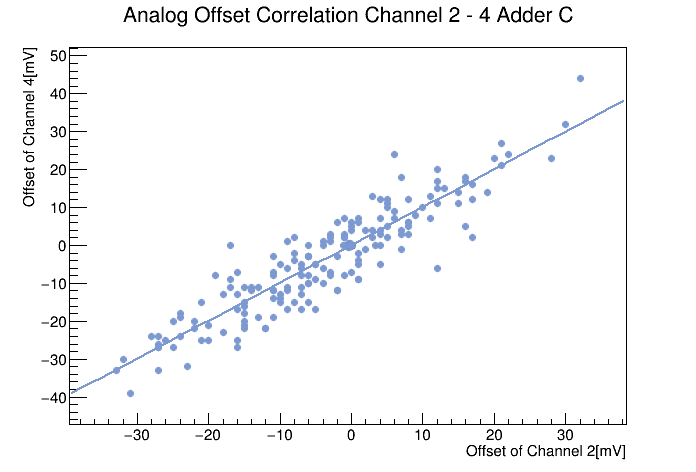 Analog Offset Correlation Channel 2 - 4 Adder C
Offset of Channel 4[mV]
50
40
30
20
10
0
−10
−20
−30
−40
−30 −20 −10 0 10 20 30
Offset of Channel 2[mV]